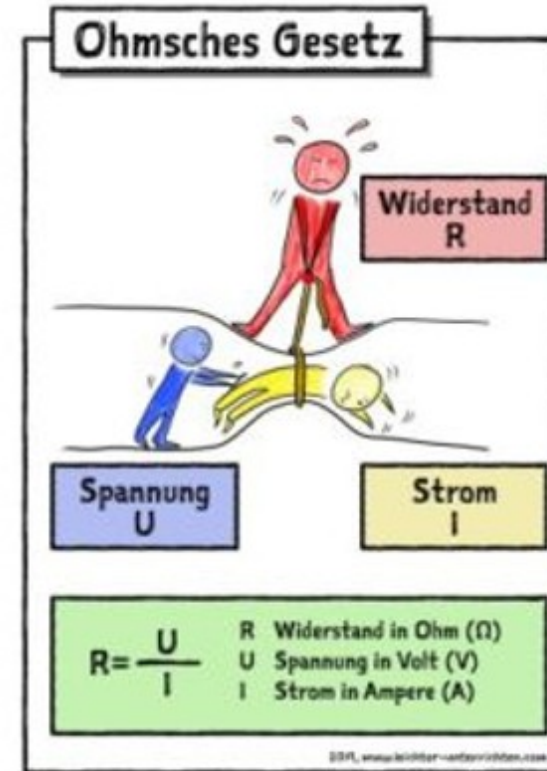 Ohmsches Gesetz
Widerstand
R
Spannung
U
Strom
I
R= U
I
R Widerstand in Ohm (Ω)
U Spannung in Volt (V)
I Strom in Ampere (A)